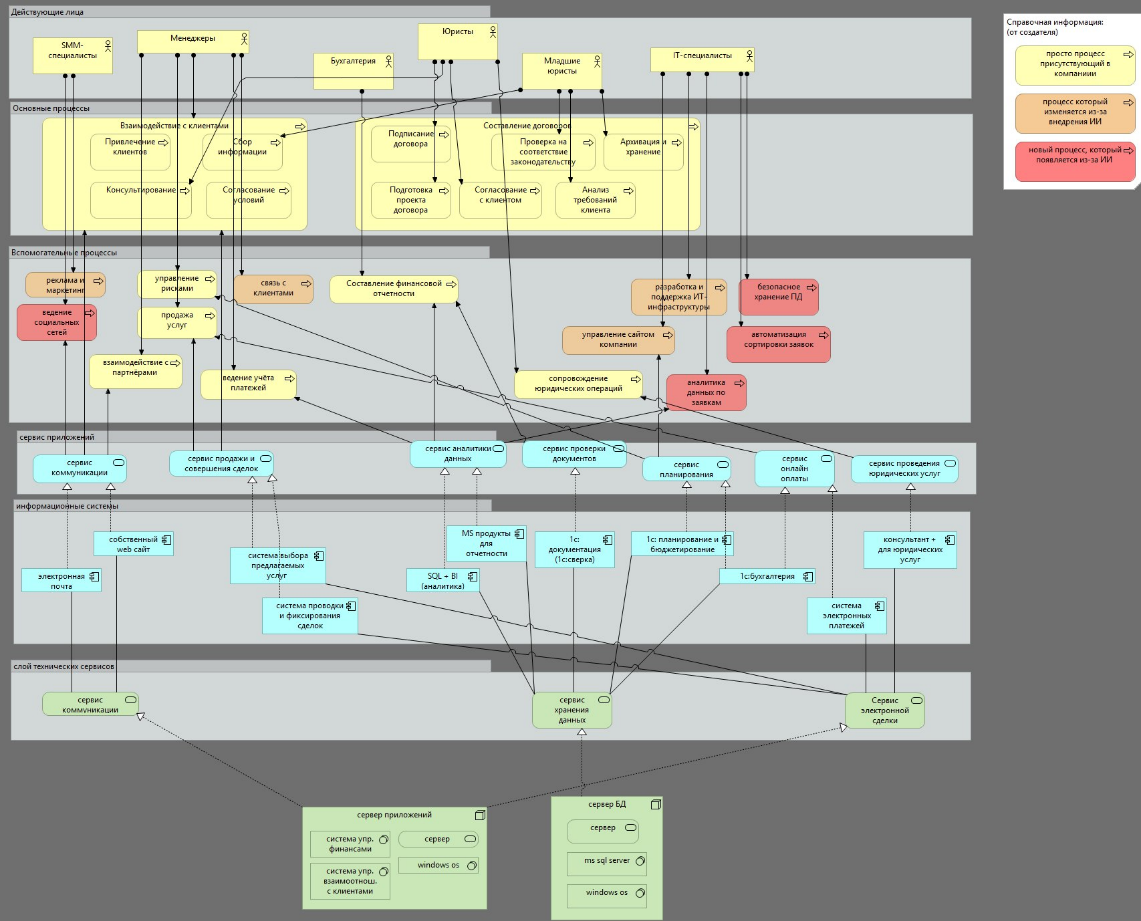 Действующие лица
SMM-
специалисты
Менеджеры
Бухгалтерия
Юристы
Младшие
юристы
IT-специалисты
Справочная информация:
(от создателя)
просто процесс
присутствующий в
компаниии
процесс который
изменяется из-за
внедрения ИИ
новый процесс, который
появляется из-за ИИ
Основные процессы
Взаимодействие с клиентами
Привлечение
клиентов
Сбор
информации
Консультирование
Согласование
условий
Составление договоров
Подписание
договора
Проверка на
соответствие
законодательству
Архивация и
хранение
Подготовка
проекта
договора
Согласование
с клиентом
Анализ
требований
клиента
Вспомогательные процессы
реклама и
маркетинг
ведение
социальных
сетей
управление
рисками
продажа
услуг
связь с
клиентами
взаимодействие с
партнёрами
ведение учёта
платежей
Составление финансовой
отчетности
сопровождение
юридических операций
разработка и
поддержка ИТ-
инфраструктуры
безопасное
хранение ПД
управление сайтом
компании
автоматизация
сортировки заявок
аналитика
данных по
заявкам
сервис приложений
сервис
коммуникации
сервис продажи и
совершения сделок
сервис аналитики
данных
сервис проверки
документов
сервис
планирования
сервис
онлайн
оплаты
сервис проведения
юридических услуг
информационные системы
собственный
web сайт
электронная
почта
система выбора
предлагаемых
услуг
система проводки
и фиксирования
сделок
MS продукты
для
отчетности
SQL + BI
(аналитика)
1с:
документация
(1с:сверка)
1с: планирование и
бюджетирование
1с:бухгалтерия
система
электронных
платежей
консультант +
для юридических
услуг
слой технических сервисов
сервис
коммуникации
сервис
хранения
данных
Сервис
электронной
сделки
сервер приложений
система упр.
финансами
сервер
система упр.
взаимоотнош.
с клиентами
windows os
сервер БД
сервер
ms sql server
windows os